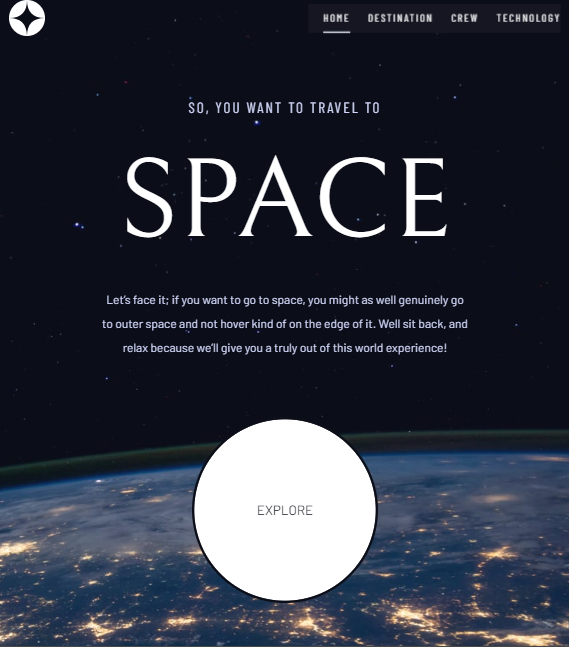 HOME DESTINATION CREW TECHNOLOGY
SO, YOU WANT TO TRAVEL TO
SPACE
Let's face it; if you want to go to space, you might as well genuinely go
to outer space and not hover kind of on the edge of it. Well sit back, and
relax because we'll give you a truly out of this world experience!
EXPLORE